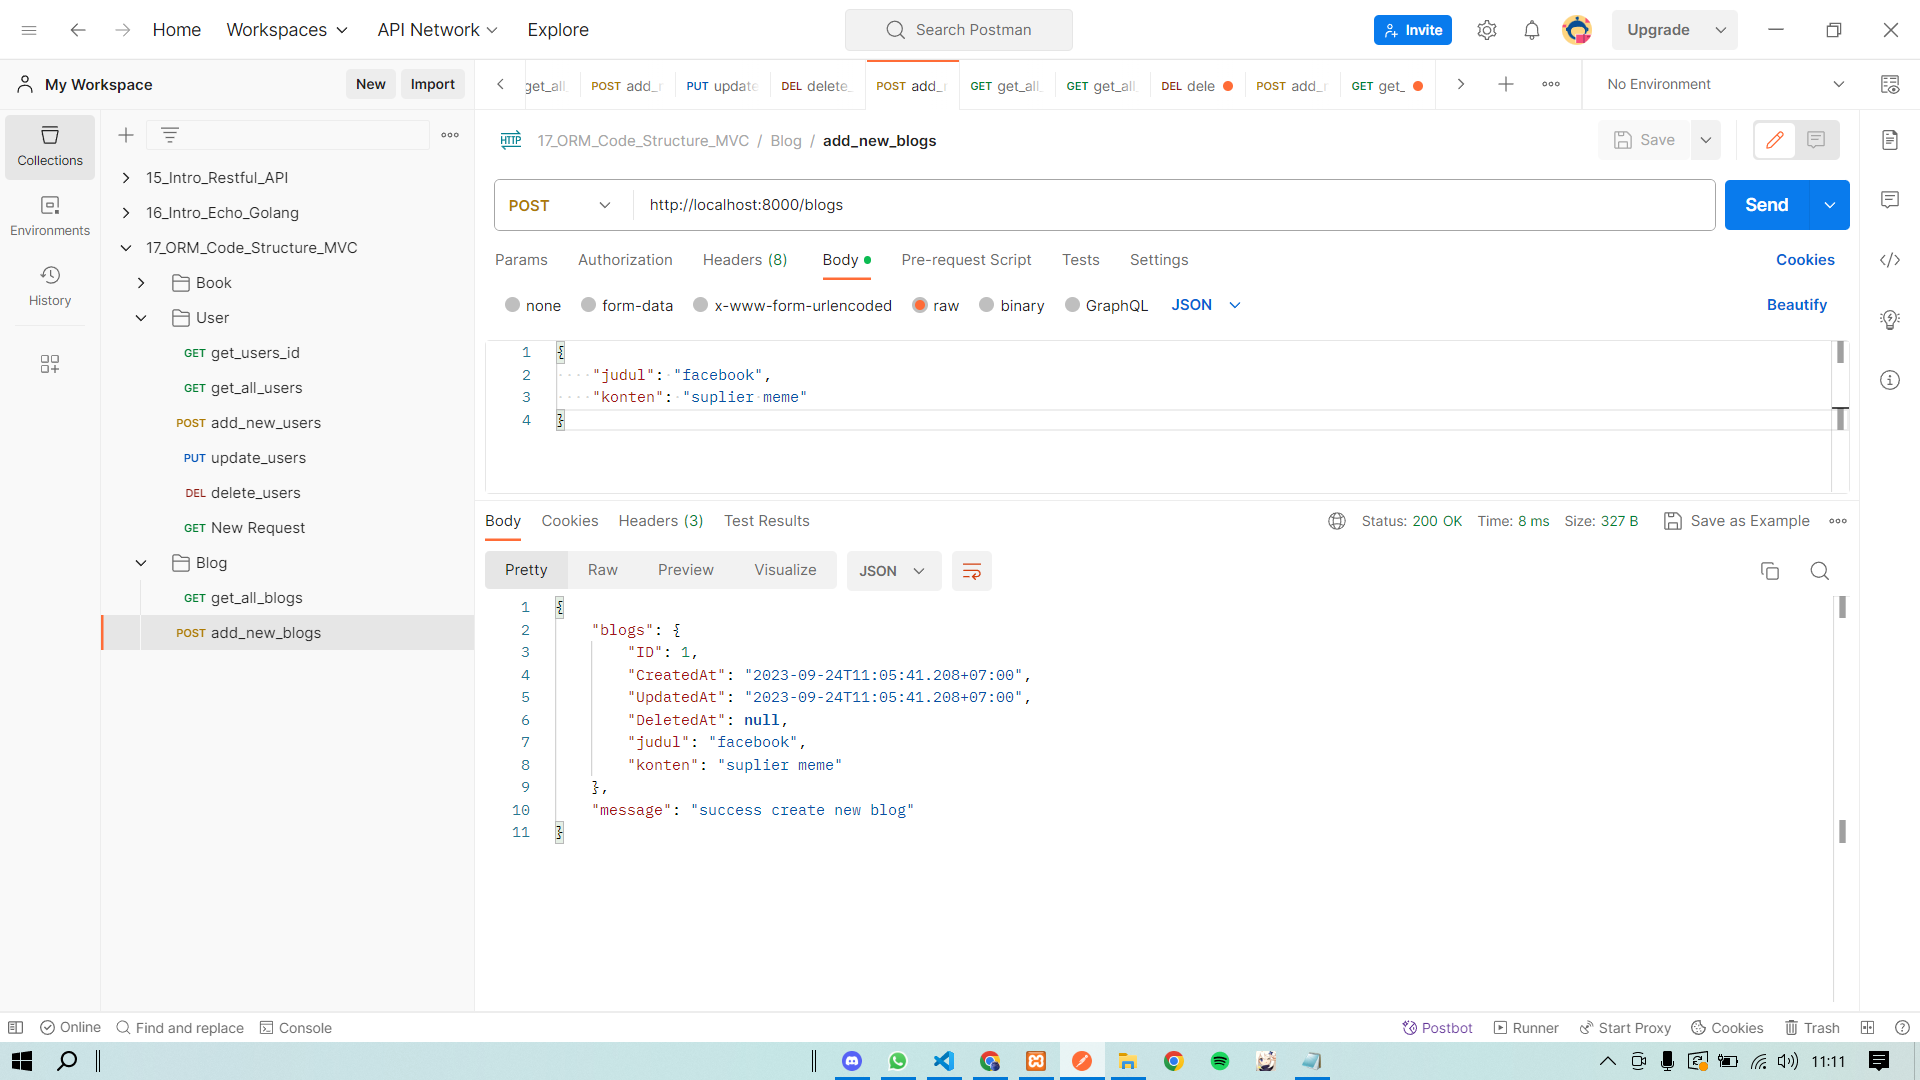 Home Workspaces API Network Explore Search Postman Invite Upgrade
My Workspace New Import
get_all POST add_ PUT update DEL delete_ POST add_ GET get_all GET get_all DEL dele POST add_ GET get_ No Environment
17_ORM_Code_Structure_MVC / Blog / add_new_blogs Save
Collections
Environments
History
15_Intro_Restful_API
16_Intro_Echo_Golang
17_ORM_Code_Structure_MVC
Book
User
GET get_users_id
GET get_all_users
POST add_new_users
PUT update_users
DEL delete_users
GET New Request
Blog
GET get_all_blogs
POST add_new_blogs
POST http://localhost:8000/blogs Send
Params Authorization Headers (8) Body Pre-request Script Tests Settings Cookies
none form-data x-www-form-urlencoded raw binary GraphQL JSON Beautify
1 {
2 "judul": "facebook",
3 "konten": "suplier meme"
4 }
Body Cookies Headers (3) Test Results Status: 200 OK Time: 8 ms Size: 327 B Save as Example
Pretty Raw Preview Visualize JSON
1 {
2 "blogs": {
3 "ID": 1,
4 "CreatedAt": "2023-09-24T11:05:41.208+07:00",
5 "UpdatedAt": "2023-09-24T11:05:41.208+07:00",
6 "DeletedAt": null,
7 "judul": "facebook",
8 "konten": "suplier meme"
9 },
10 "message": "success create new blog"
11 }
Online Find and replace Console Postbot Runner Start Proxy Cookies Trash
11:11